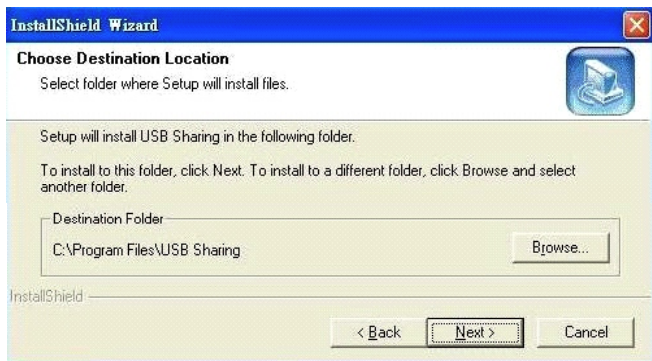 InstallShield Wizard
Choose Destination Location
Select folder where Setup will install files.
Setup will install USB Sharing in the following folder.
To install to this folder, click Next. To install to a different folder, click Browse and select
another folder.
Destination Folder
C:\Program Files\USB Sharing
Browse...
InstallShield
< Back
Next >
Cancel